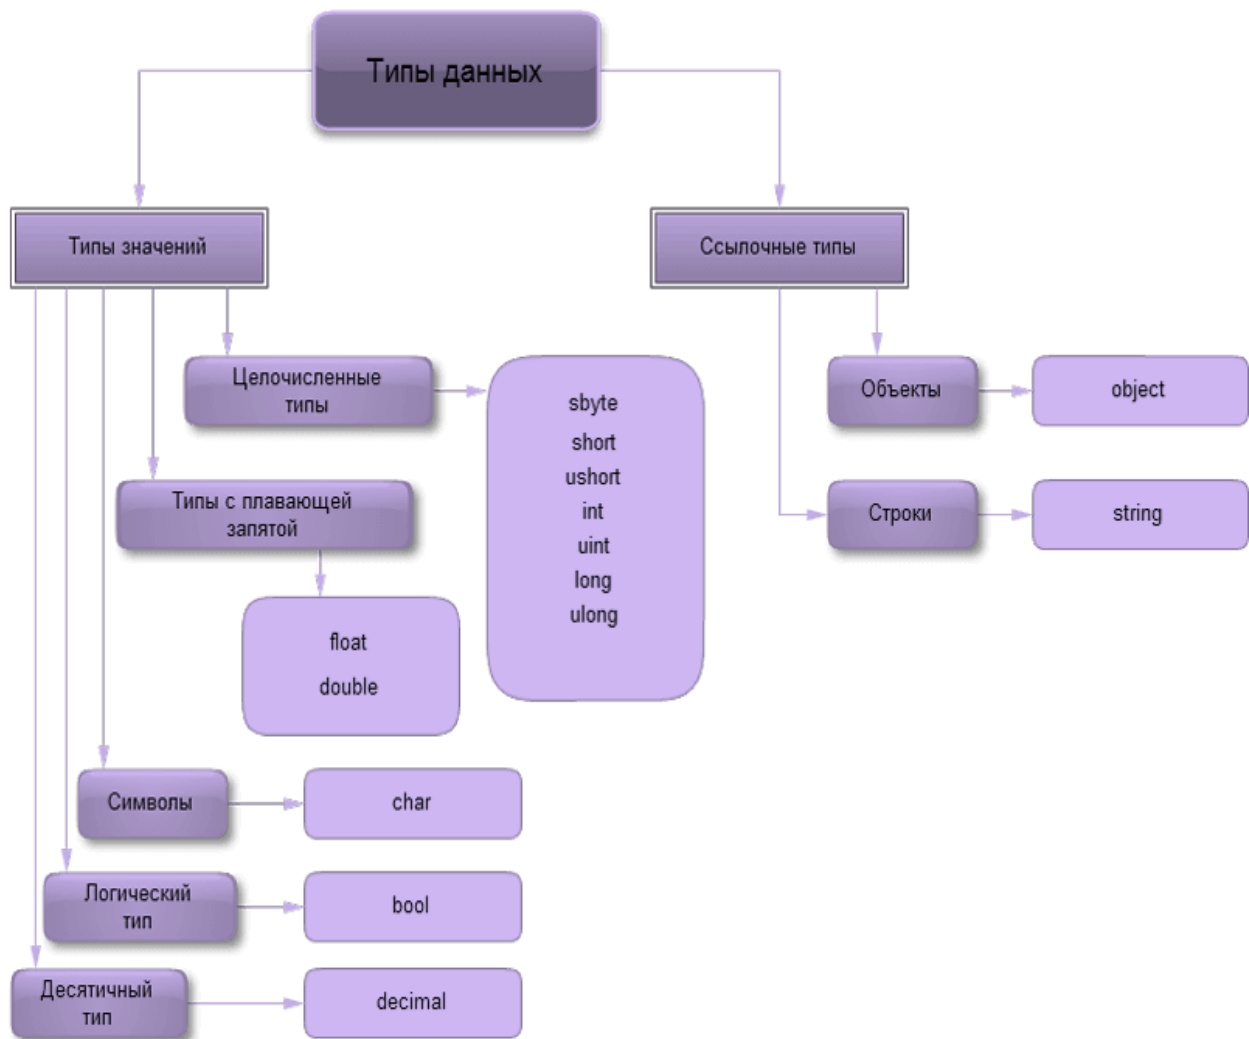 Типы данных
Типы значений
Ссылочные типы
Целочисленные
типы
sbyte
short
ushort
int
uint
long
ulong
Объекты
object
Типы с плавающей
запятой
Строки
string
float
double
Символы
char
Логический
тип
bool
Десятичный
тип
decimal